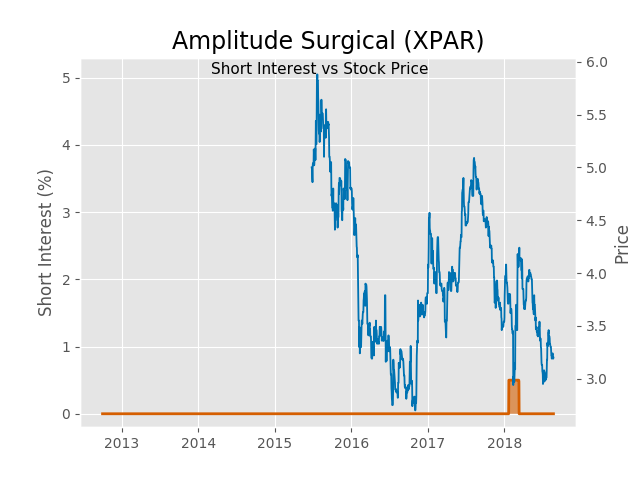 Amplitude Surgical (XPAR)
Short Interest vs Stock Price
Short Interest (%)
5
4
3
2
1
0
6.0
5.5
5.0
4.5
4.0
3.5
3.0
Price
2013 2014 2015 2016 2017 2018